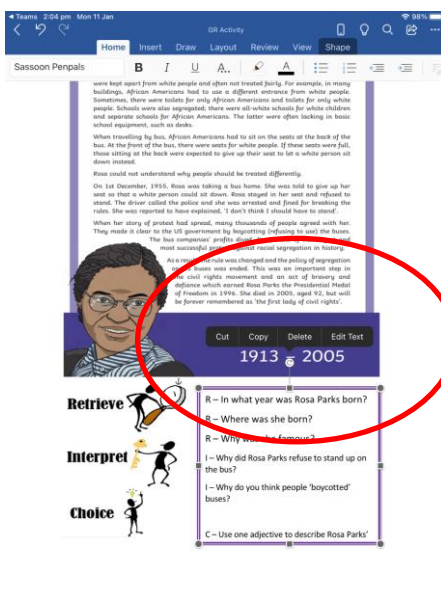 Teams 2:04 pm Mon 11 Jan 98%
GR Activity
Home Insert Draw Layout Review View Shape
Sassoon Penpals B I U A.. A
were kept apart from white people and often not treated fairly. For example, in many
buildings, African Americans had to use a different entrance from white people.
Sometimes, there were toilets for only African Americans and toilets for only white
people. Schools were also segregated; there were all-white schools for white children
and separate schools for African Americans. The latter were often lacking in basic
school equipment, such as desks.
When travelling by bus, African Americans had to sit on the seats at the back of the
bus. At the front of the bus, there were seats for white people. If these seats were full,
those sitting at the back were expected to give up their seat to let a white person sit
down instead.
Rosa could not understand why people should be treated differently.
On 1st December, 1955, Rosa was taking a bus home. She was told to give up her
seat so that a white person could sit down. Rosa stayed in her seat and refused to
stand. The driver called the police and she was arrested and fined for breaking the
rules. She was reported to have explained, 'I don't think I should have to stand'.
When her story of protest had spread, many thousands of people agreed with her.
They made it clear to the US government by boycotting (refusing to use) the buses.
The bus companies' profits and
most successful against racial segregation in history.
As a result, the rule was changed and the policy of segregation
on buses was ended. This was an important step in
the civil rights movement and an act of bravery and
defiance which earned Rosa Parks the Presidential Medal
of Freedom in 1996. She died in 2005, aged 92, but will
be forever remembered as 'the first lady of civil rights'.
Cut Copy Delete Edit Text
1913 – 2005
Retrieve
Interpret
Choice
R – In what year was Rosa Parks born?
R – Where was she born?
R – Why was she famous?
I – Why did Rosa Parks refuse to stand up on
the bus?
I – Why do you think people 'boycotted'
buses?
C – Use one adjective to describe Rosa Parks'